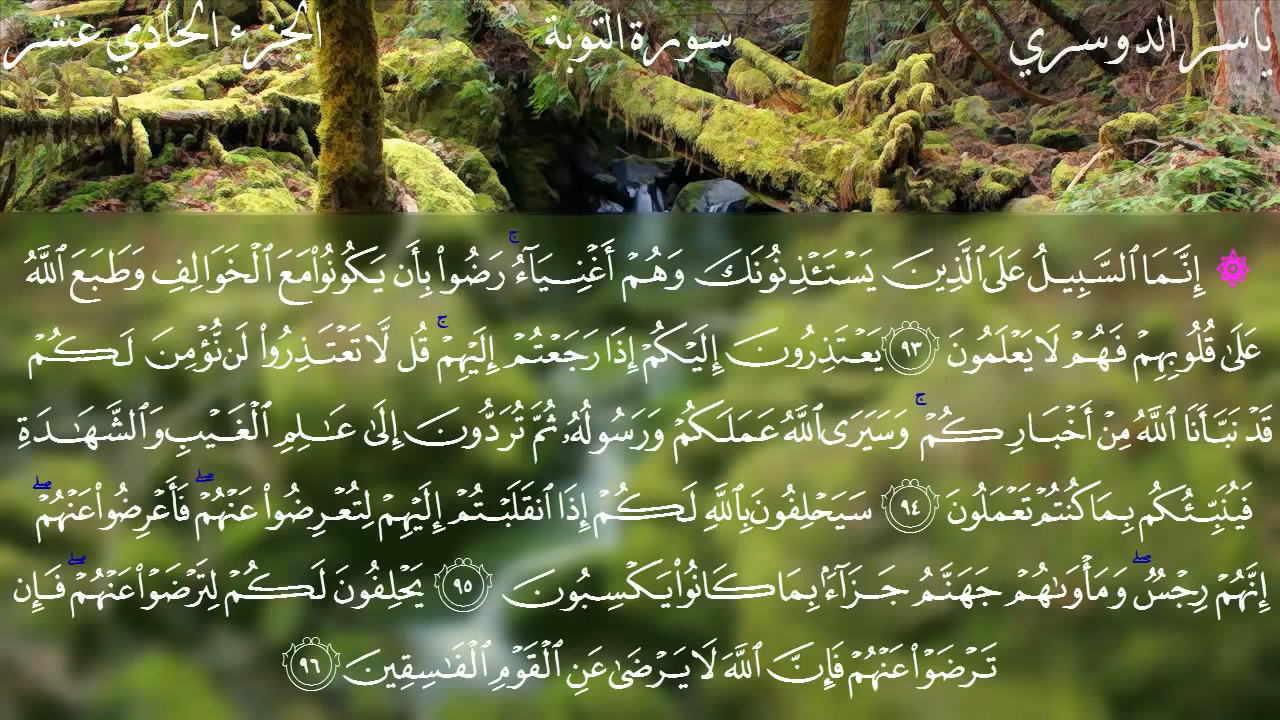 ياسر الدوسري سورة التوبة الجزء الحادي عشر
۞ إِنَّمَا ٱلسَّبِيلُ عَلَى ٱلَّذِينَ يَسْتَـْٔذِنُونَكَ وَهُمْ أَغْنِيَآءُ ۚ رَضُوا۟ بِأَن يَكُونُوا۟ مَعَ ٱلْخَوَالِفِ وَطَبَعَ ٱللَّهُ
عَلَىٰ قُلُوبِهِمْ فَهُمْ لَا يَعْلَمُونَ ٩٣ يَعْتَذِرُونَ إِلَيْكُمْ إِذَا رَجَعْتُمْ إِلَيْهِمْ ۚ قُل لَّا تَعْتَذِرُوا۟ لَن نُّؤْمِنَ لَكُمْ
قَدْ نَبَّأَنَا ٱللَّهُ مِنْ أَخْبَارِكُمْ ۚ وَسَيَرَى ٱللَّهُ عَمَلَكُمْ وَرَسُولُهُۥ ثُمَّ تُرَدُّونَ إِلَىٰ عَـٰلِمِ ٱلْغَيْبِ وَٱلشَّهَـٰدَةِ
فَيُنَبِّئُكُم بِمَا كُنتُمْ تَعْمَلُونَ ٩٤ سَيَحْلِفُونَ بِٱللَّهِ لَكُمْ إِذَا ٱنقَلَبْتُمْ إِلَيْهِمْ لِتُعْرِضُوا۟ عَنْهُمْ ۖ فَأَعْرِضُوا۟ عَنْهُمْ ۖ
إِنَّهُمْ رِجْسٌ ۖ وَمَأْوَىٰهُمْ جَهَنَّمُ جَزَآءًۢ بِمَا كَانُوا۟ يَكْسِبُونَ ٩٥ يَحْلِفُونَ لَكُمْ لِتَرْضَوْا۟ عَنْهُمْ ۖ فَإِن
تَرْضَوْا۟ عَنْهُمْ فَإِنَّ ٱللَّهَ لَا يَرْضَىٰ عَنِ ٱلْقَوْمِ ٱلْفَـٰسِقِينَ ٩٦